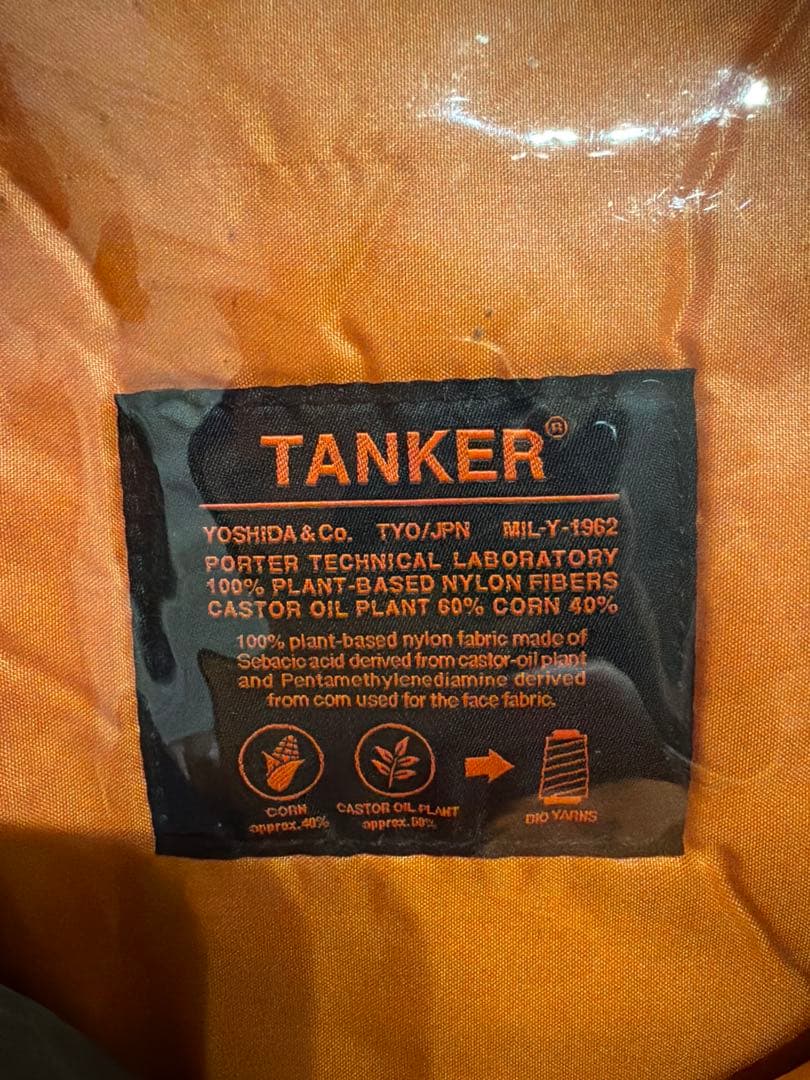 TANKER®
YOSHIDA & Co. TYO/JPN MIL-Y-1962
PORTER TECHNICAL LABORATORY
100% PLANT-BASED NYLON FIBERS
CASTOR OIL PLANT 60% CORN 40%
100% plant-based nylon fabric made of
Sebacic acid derived from castor-oil plant
and Pentamethylenediamine derived
from corn used for the face fabric.
CORN
approx.40%
CASTOR OIL PLANT
approx.60%
BIO YARNS